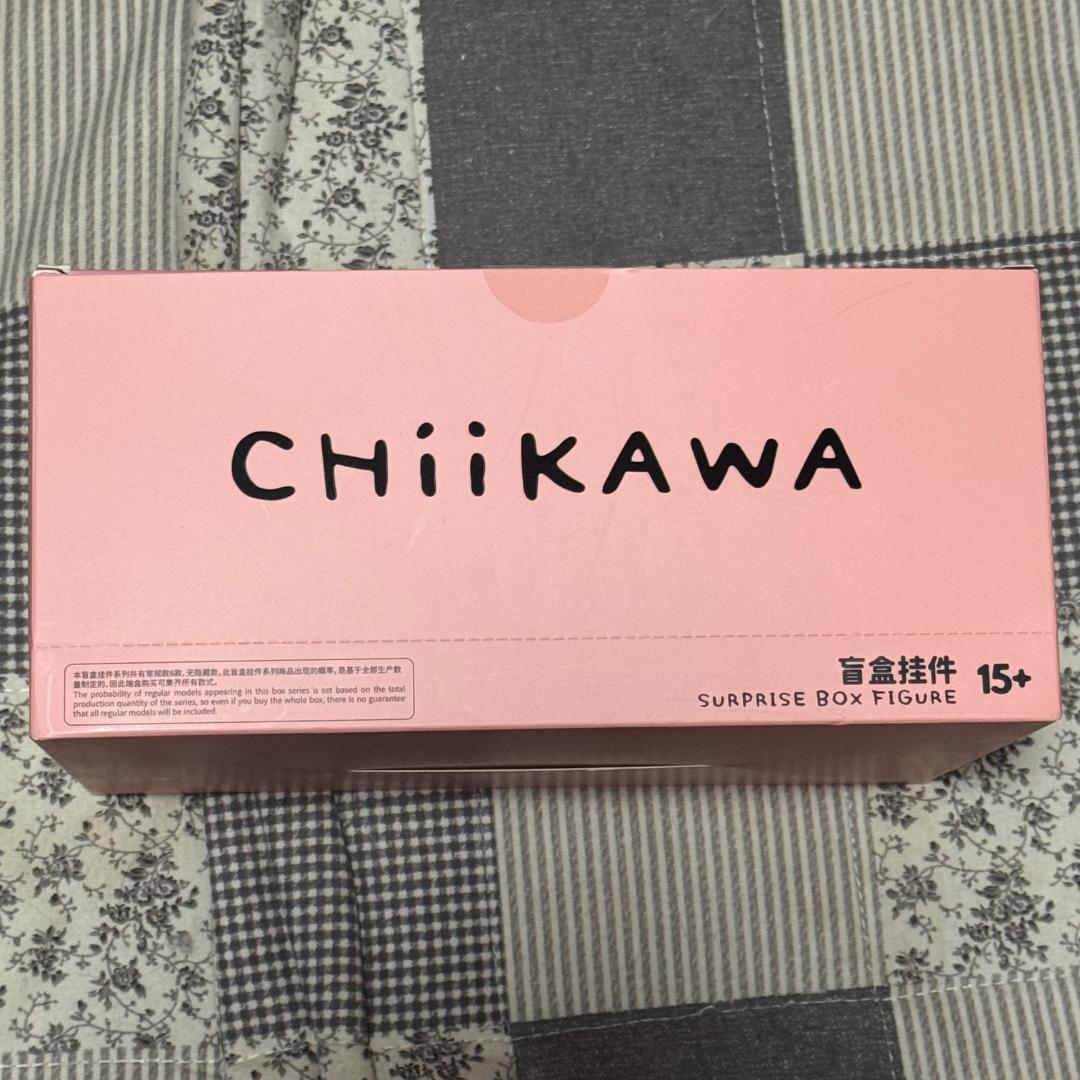 CHiiKAWA
本盲盒挂件系列共有常规款6款,无隐藏款,此盲盒挂件系列商品出现的概率,是基于全部生产数
量制定的,因此端盒购买可集齐所有款式。
The probability of regular models appearing in this box series is set based on the total
production quantity of the series, so even if you buy the whole box, there is no guarantee
that all regular models will be included.
盲盒挂件
SURPRISE BOX FIGURE
15+